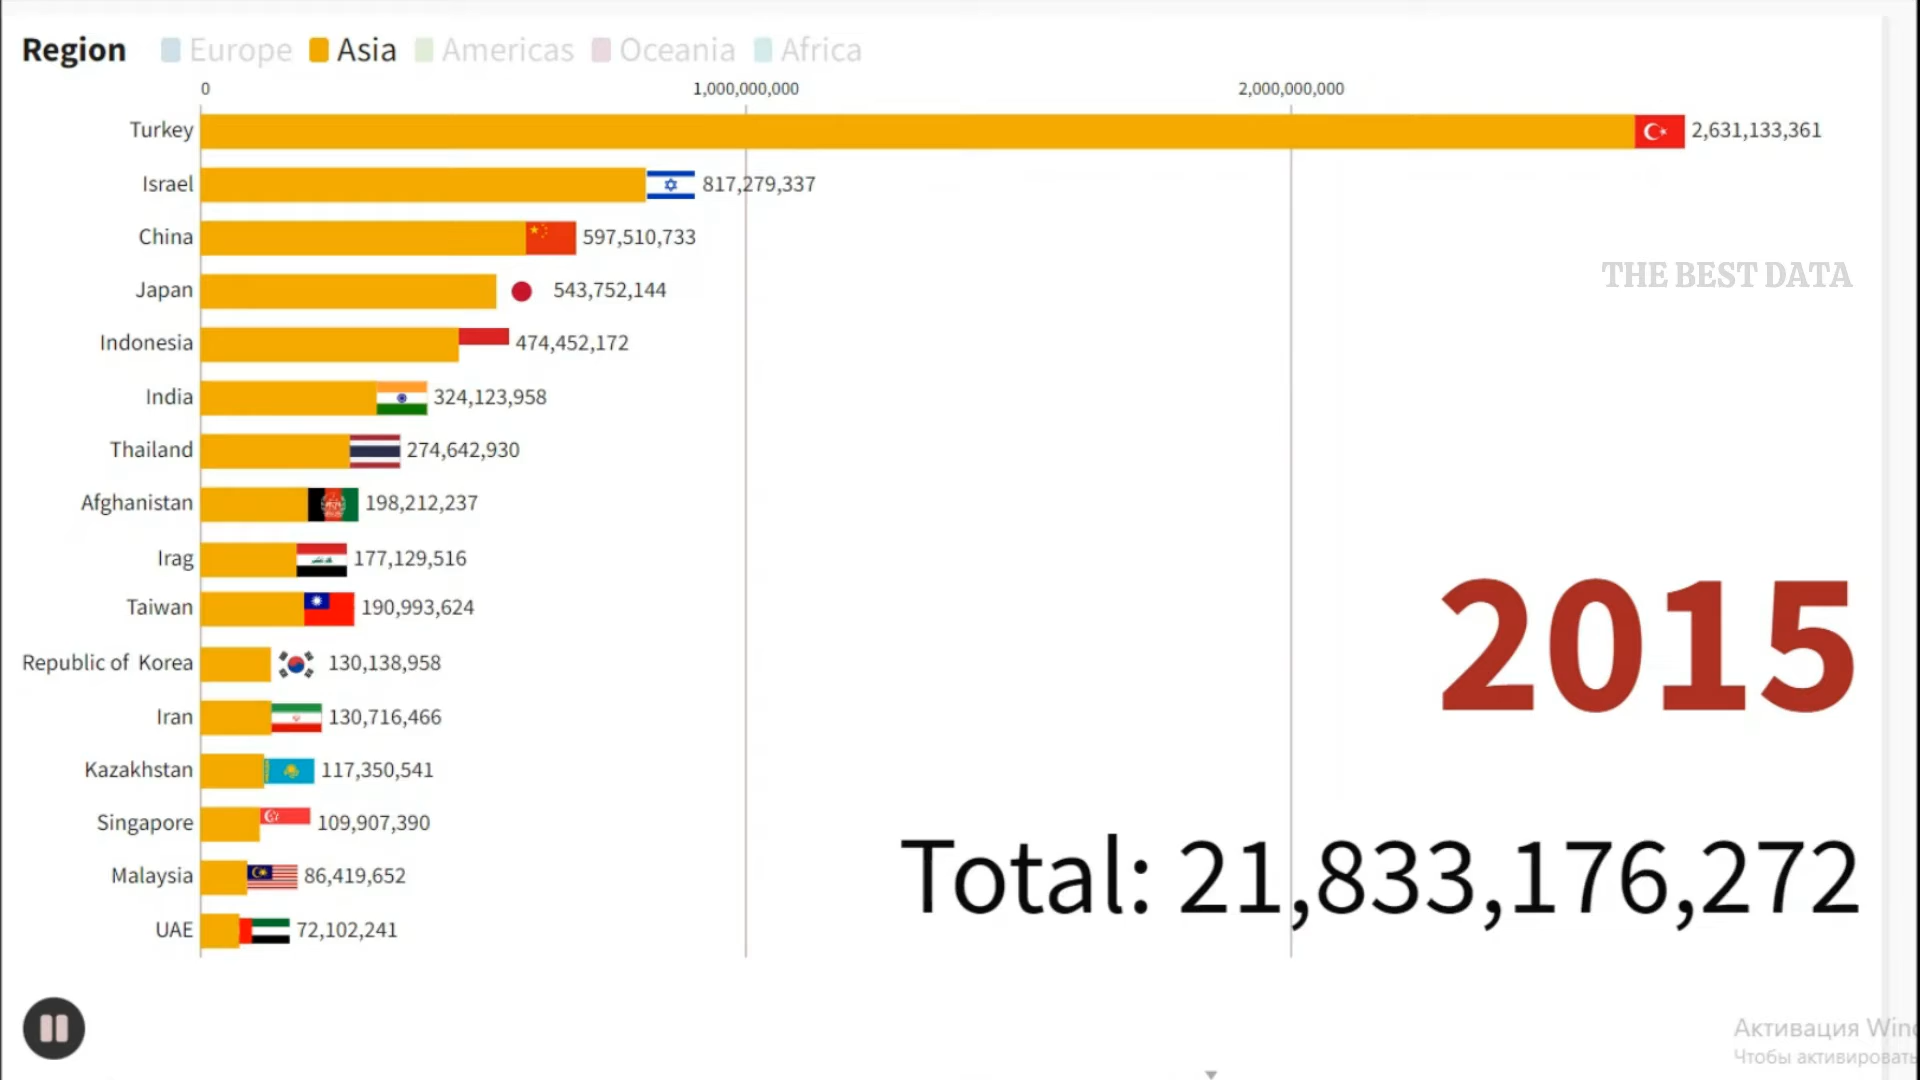 Region Europe Asia Americas Oceania Africa
0 1,000,000,000 2,000,000,000
Turkey 2,631,133,361
Israel 817,279,337
China 597,510,733
THE BEST DATA
Japan 543,752,144
Indonesia 474,452,172
India 324,123,958
Thailand 274,642,930
Afghanistan 198,212,237
Irag 177,129,516
Taiwan 190,993,624
2015
Republic of Korea 130,138,958
Iran 130,716,466
Kazakhstan 117,350,541
Singapore 109,907,390
Malaysia 86,419,652
Total: 21,833,176,272
UAE 72,102,241
Активация Wind
Чтобы активировать